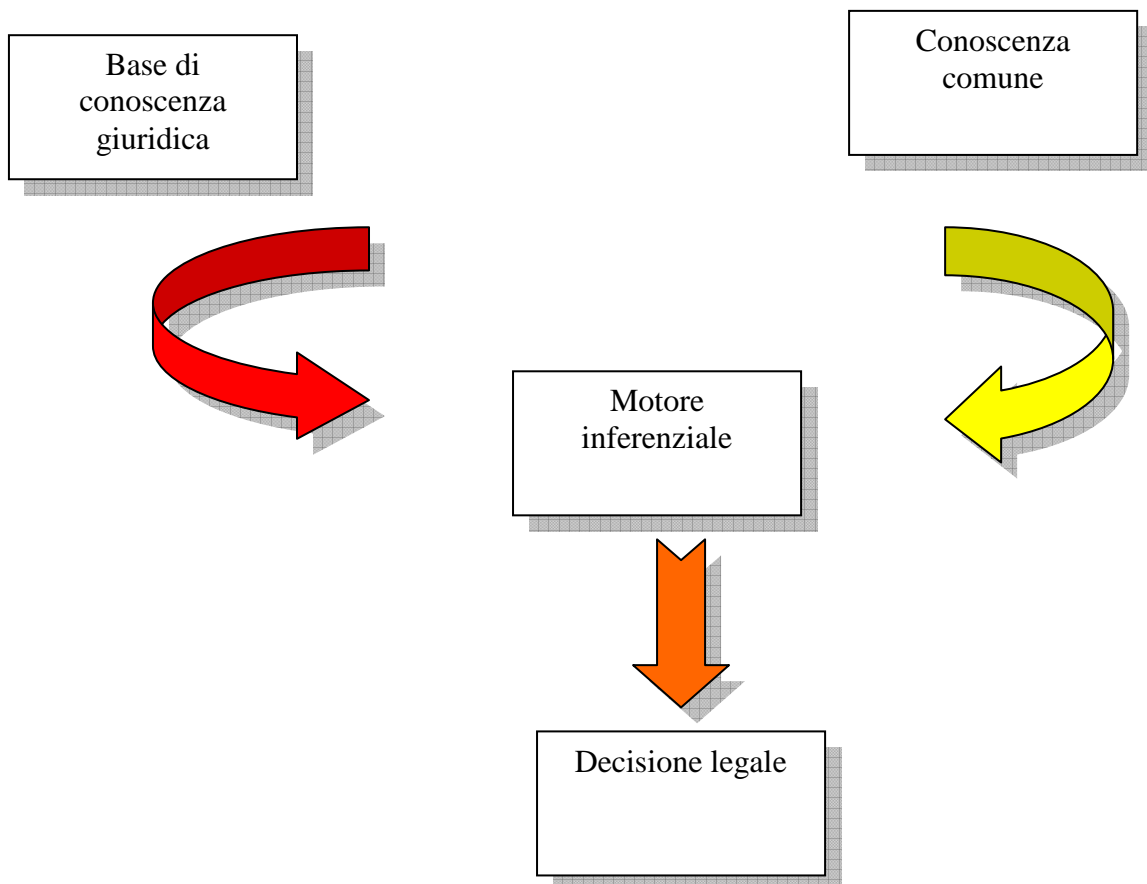 Base di
conoscenza
giuridica
Conoscenza
comune
Motore
inferenziale
Decisione legale